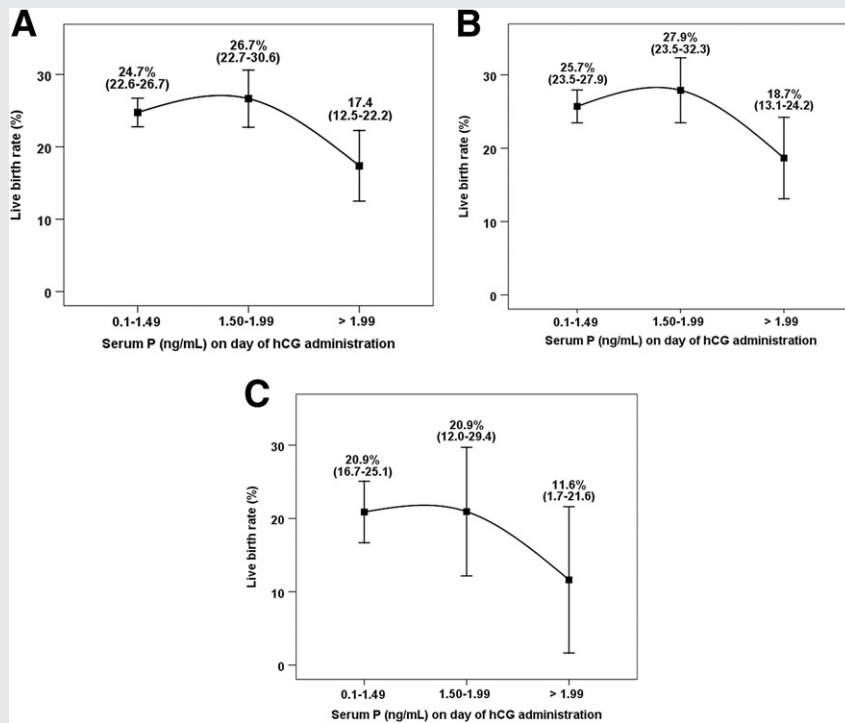 A
24.7%
(22.6-26.7)
26.7%
(22.7-30.6)
17.4
(12.5-22.2)
30
20
10
0
Live birth rate (%)
0.1-1.49 1.50-1.99 > 1.99
Serum P (ng/mL) on day of hCG administration
B
25.7%
(23.5-27.9)
27.9%
(23.5-32.3)
18.7%
(13.1-24.2)
30
20
10
0
Live birth rate (%)
0.1-1.49 1.50-1.99 > 1.99
Serum P (ng/mL) on day of hCG administration
C
20.9%
(16.7-25.1)
20.9%
(12.0-29.4)
11.6%
(1.7-21.6)
30
20
10
0
Live birth rate (%)
0.1-1.49 1.50-1.99 > 1.99
Serum P (ng/mL) on day of hCG administration